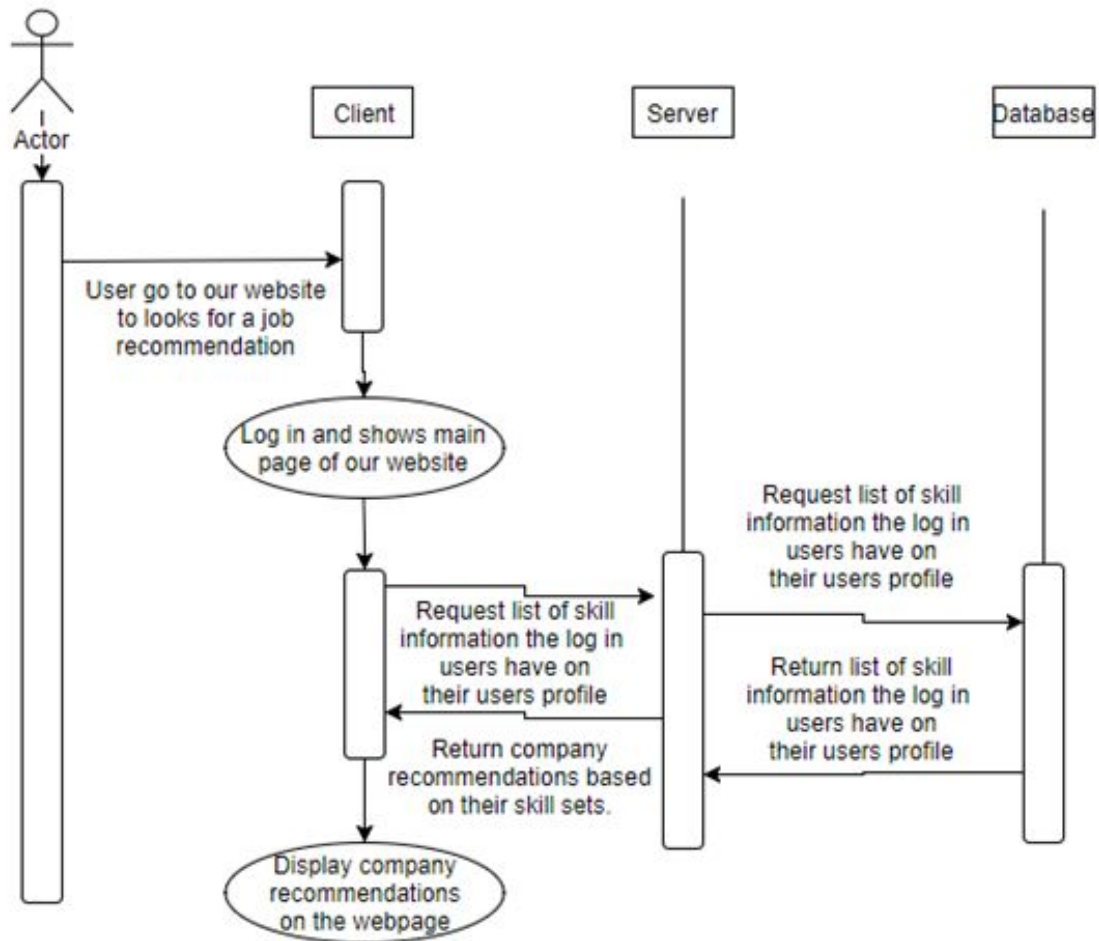 Actor
Client
Server
Database
User go to our website
to looks for a job
recommendation
Log in and shows main
page of our website
Request list of skill
information the log in
users have on
their users profile
Request list of skill
information the log in
users have on
their users profile
Return list of skill
information the log in
users have on
their users profile
Return company
recommendations based
on their skill sets.
Display company
recommendations
on the webpage